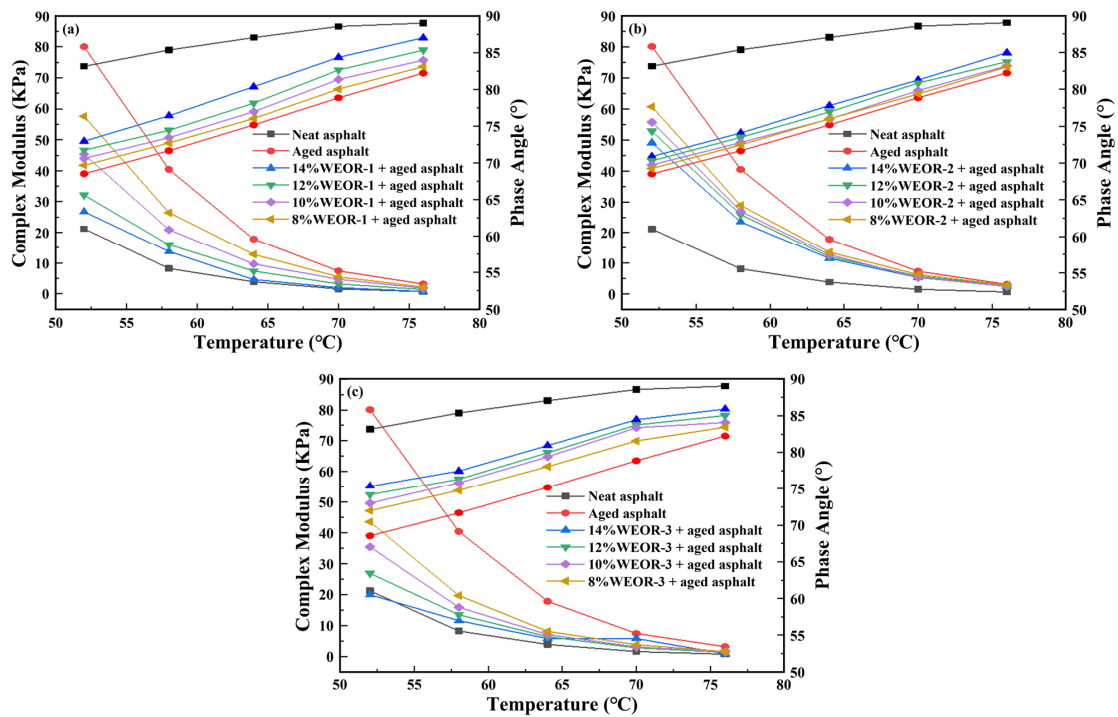 (a)
Complex Modulus (KPa)
90
80
70
60
50
40
30
20
10
0
Neat asphalt
Aged asphalt
14%WEOR-1 + aged asphalt
12%WEOR-1 + aged asphalt
10%WEOR-1 + aged asphalt
8%WEOR-1 + aged asphalt
90
85
80
75
70
65
60
55
50
Phase Angle (°)
50 55 60 65 70 75 80
Temperature (°C)
(b)
Complex Modulus (KPa)
90
80
70
60
50
40
30
20
10
0
Neat asphalt
Aged asphalt
14%WEOR-2 + aged asphalt
12%WEOR-2 + aged asphalt
10%WEOR-2 + aged asphalt
8%WEOR-2 + aged asphalt
90
85
80
75
70
65
60
55
50
Phase Angle (°)
50 55 60 65 70 75 80
Temperature (°C)
(c)
Complex Modulus (KPa)
90
80
70
60
50
40
30
20
10
0
Neat asphalt
Aged asphalt
14%WEOR-3 + aged asphalt
12%WEOR-3 + aged asphalt
10%WEOR-3 + aged asphalt
8%WEOR-3 + aged asphalt
90
85
80
75
70
65
60
55
50
Phase Angle (°)
50 55 60 65 70 75 80
Temperature (°C)